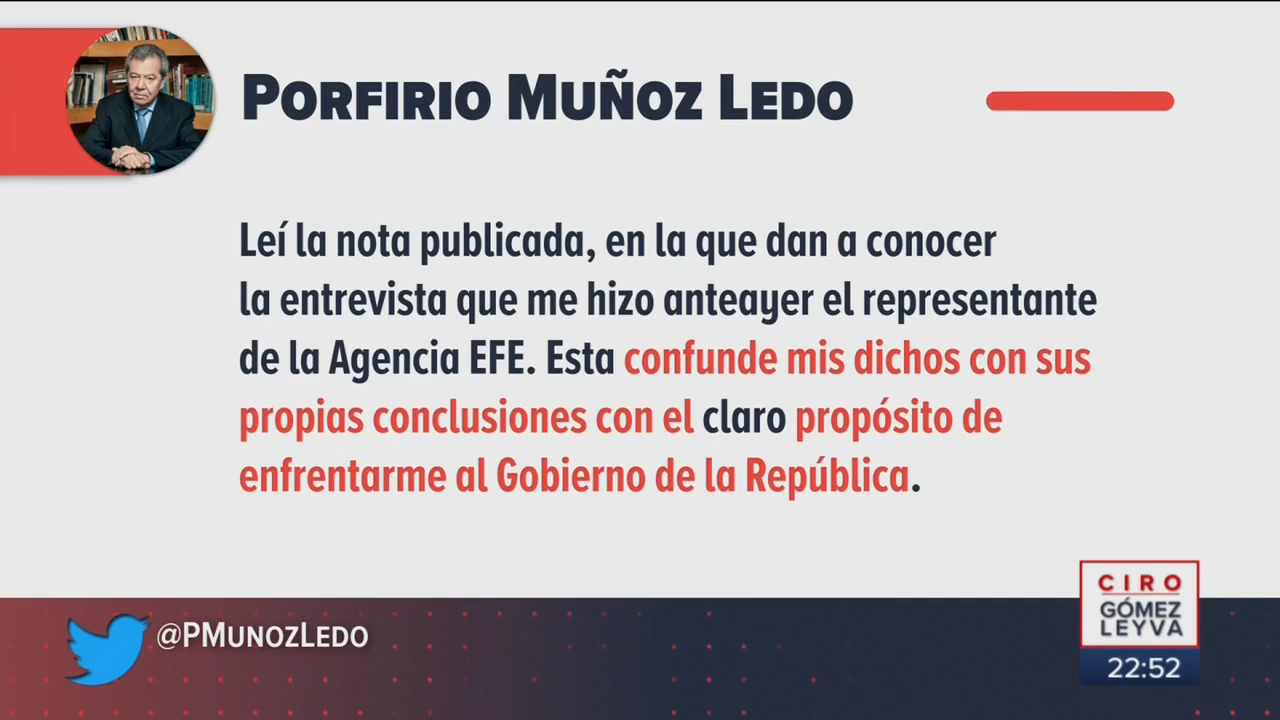 PORFIRIO MUÑOZ LEDO
Leí la nota publicada, en la que dan a conocer
la entrevista que me hizo anteayer el representante
de la Agencia EFE. Esta confunde mis dichos con sus
propias conclusiones con el claro propósito de
enfrentarme al Gobierno de la República.
@PMUNOZLEDO
CIRO
GÓMEZ
LEYVA
22:52